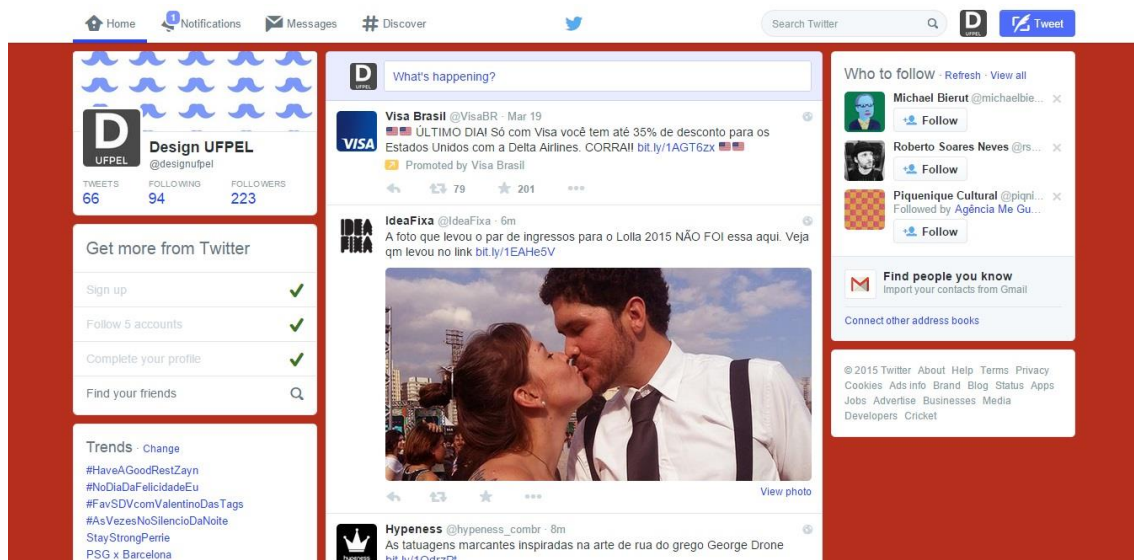 Home
1
Notifications
Messages
Discover
Search Twitter
D
UFPEL
Tweet
D
UFPEL
Design UFPEL
@designufpel
TWEETS FOLLOWING FOLLOWERS
66 94 223
Get more from Twitter
Sign up
Follow 5 accounts
Complete your profile
Find your friends
Trends · Change
#HaveAGoodRestZayn
#NoDiaDaFelicidadeEu
#FavSDVcomValentinoDasTags
#AsVezesNoSilencioDaNoite
StayStrongPerrie
PSG x Barcelona
D
UFPEL
What's happening?
VISA
Visa Brasil @VisaBR · Mar 19
ÚLTIMO DIA! Só com Visa você tem até 35% de desconto para os
Estados Unidos com a Delta Airlines. CORRA!! bit.ly/1AGT6zx
Promoted by Visa Brasil
79 201
IDEA
FIXA
IdeaFixa @IdeaFixa · 6m
A foto que levou o par de ingressos para o Lolla 2015 NÃO FOI essa aqui. Veja
qm levou no link bit.ly/1EAHe5V
View photo
hypeness
Hypeness @hypeness_combr · 8m
As tatuagens marcantes inspiradas na arte de rua do grego George Drone
Who to follow · Refresh · View all
Michael Bierut @michaelbie...
Follow
Roberto Soares Neves @rs...
Follow
Piquenique Cultural @piqni...
Followed by Agência Me Gu...
Follow
Find people you know
Import your contacts from Gmail
Connect other address books
© 2015 Twitter About Help Terms Privacy
Cookies Ads info Brand Blog Status Apps
Jobs Advertise Businesses Media
Developers Cricket